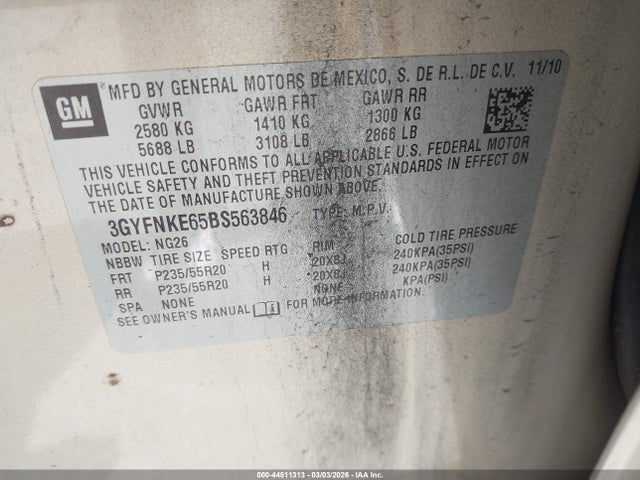 GM
MFD BY GENERAL MOTORS DE MEXICO, S. DE R.L. DE C.V. 11/10
GVWR GAWR FRT GAWR RR
2580 KG 1410 KG 1300 KG
5688 LB 3108 LB 2866 LB
THIS VEHICLE CONFORMS TO ALL APPLICABLE U.S. FEDERAL MOTOR
VEHICLE SAFETY AND THEFT PREVENTION STANDARDS IN EFFECT ON
THE DATE OF MANUFACTURE SHOWN ABOVE.
3GYFNKE65BS563846 TYPE: M.P.V.
MODEL: NG26
NBBW TIRE SIZE SPEED RTG RIM COLD TIRE PRESSURE
FRT P235/55R20 H 20X8J 240KPA(35PSI)
RR P235/55R20 H 20X8J 240KPA(35PSI)
SPA NONE NONE KPA(PSI)
SEE OWNER'S MANUAL FOR MORE INFORMATION.
000-44511313 | 03/03/2026 | IAA Inc.